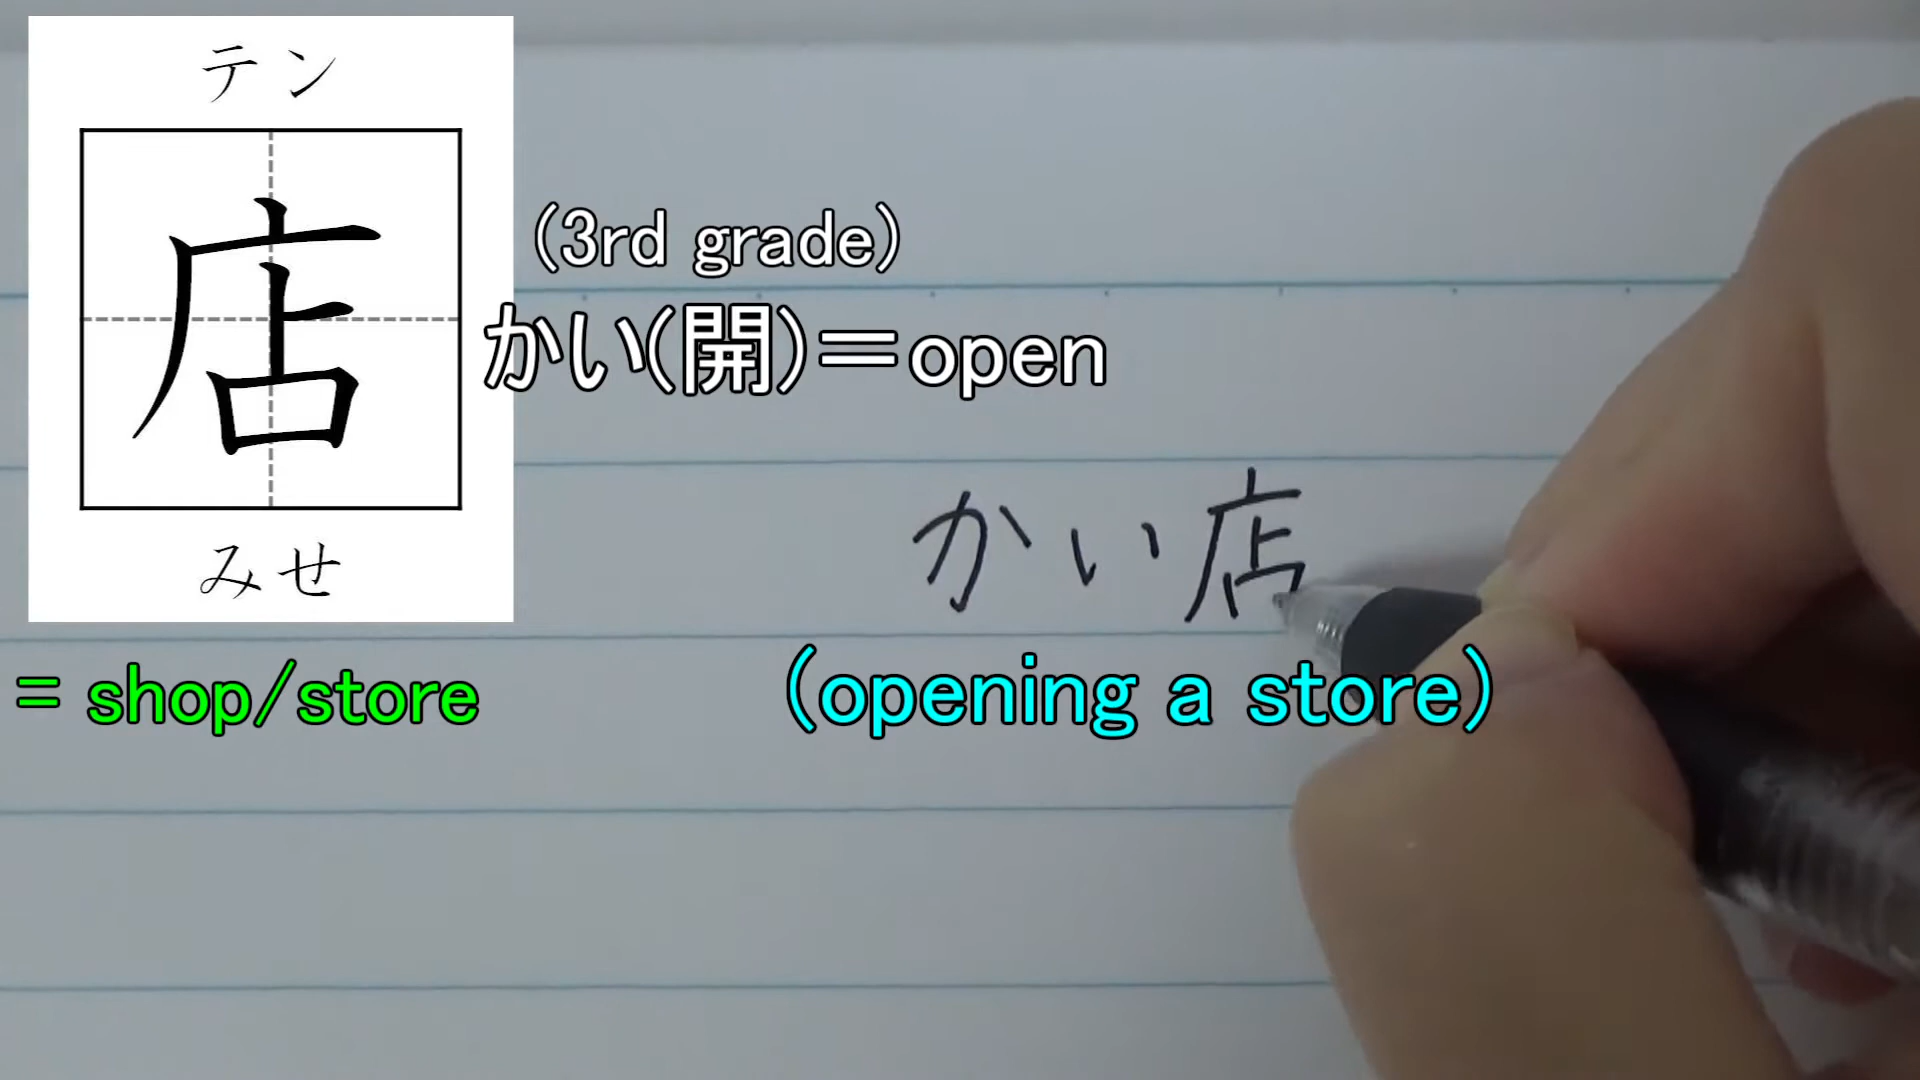 テン
店
みせ
= shop/store
(3rd grade)
かい(開)=open
かい店
(opening a store)